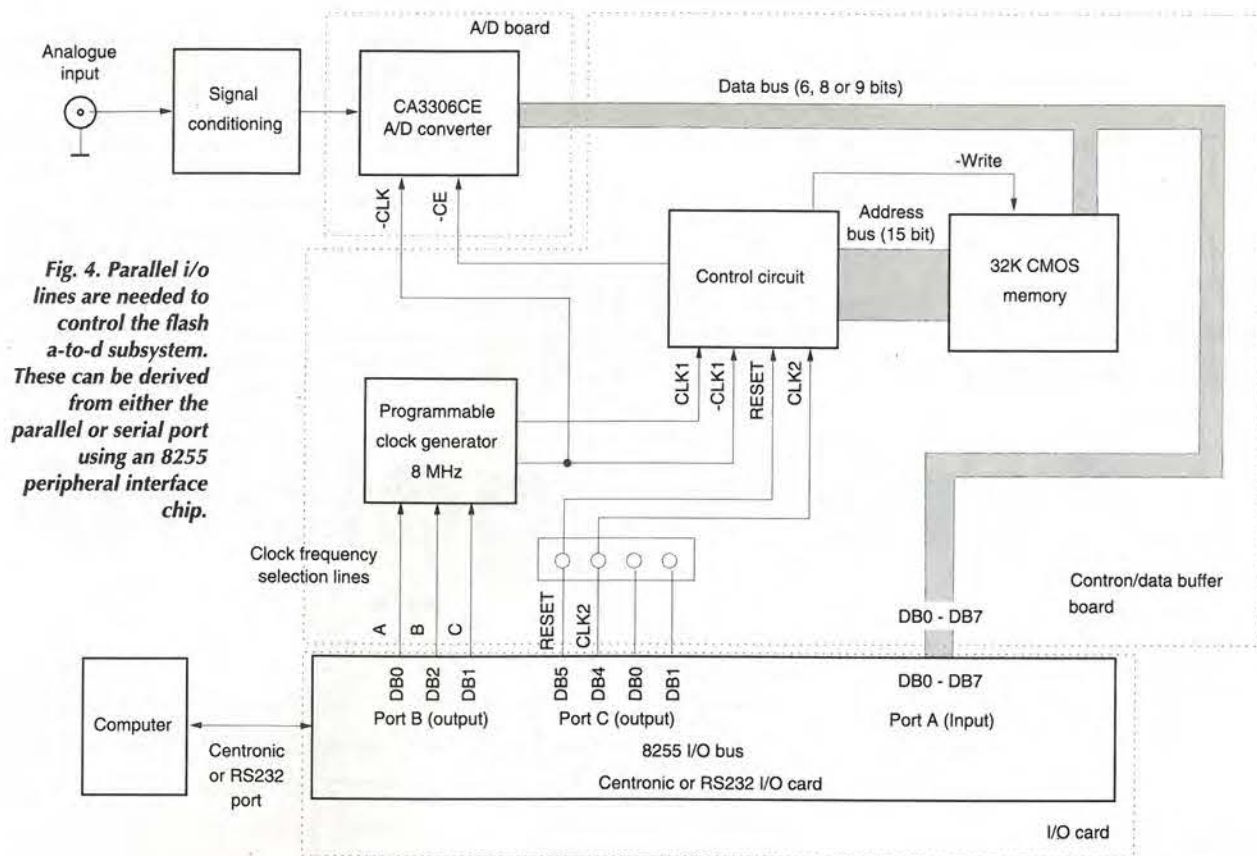 A/D board
Analogue
input
Signal
conditioning
CA3306CE
A/D converter
Data bus (6, 8 or 9 bits)
-CLK
-CE
-Write
Address
bus (15 bit)
Control circuit
32K CMOS
memory
Fig. 4. Parallel i/o
lines are needed to
control the flash
a-to-d subsystem.
These can be derived
from either the
parallel or serial port
using an 8255
peripheral interface
chip.
Programmable
clock generator
8 MHz
CLK1
-CLK1
RESET
CLK2
Clock frequency
selection lines
A
B
C
RESET
CLK2
Contron/data buffer
board
DB0 - DB7
Computer
Centronic
or RS232
port
DB0
DB2
DB1
Port B (output)
DB5
DB4
DB0
DB1
Port C (output)
DB0 - DB7
Port A (Input)
8255 I/O bus
Centronic or RS232 I/O card
I/O card